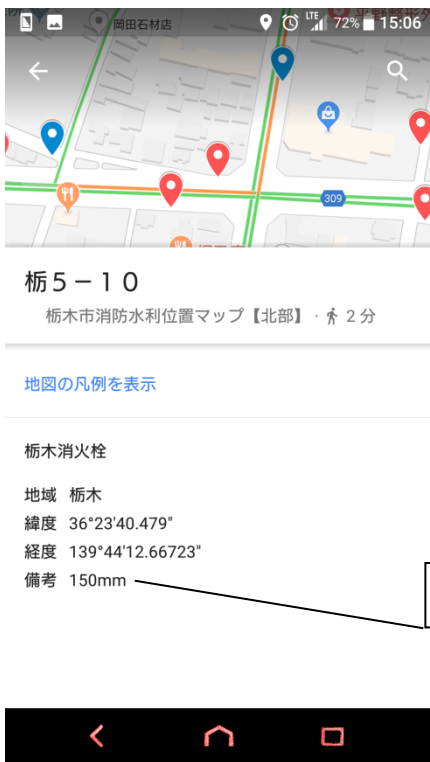 岡田石材店
LTE 72% 15:06
309
栃5－10
栃木市消防水利位置マップ【北部】 · 2 分
地図の凡例を表示
栃木消火栓
地域 栃木
緯度 36°23'40.479"
経度 139°44'12.66723"
備考 150mm